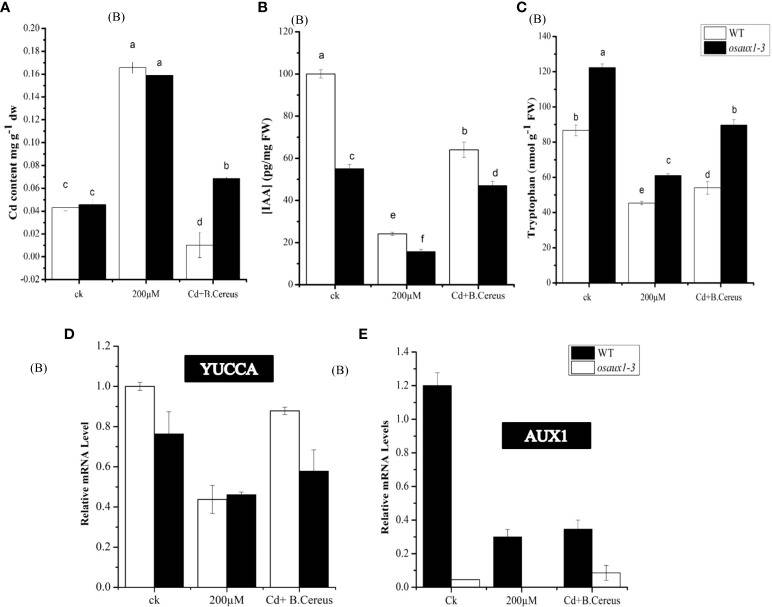 A
(B)
Cd content mg g⁻¹ dw
0.20
0.18
0.16
0.14
0.12
0.10
0.08
0.06
0.04
0.02
0.00
0.02
c c a a d b
ck 200µM Cd+B.Cereus
B
(B)
[IAA] (pg/mg FW)
120
100
80
60
40
20
0
a c e f b d
ck 200µM Cd+B.Cereus
C
(B)
WT
osaux1-3
Tryptophan (nmol g⁻¹ FW)
140
120
100
80
60
40
20
0
b a e c d b
ck 200µM Cd+B.Cereus
D
(B)
YUCCA
Relative mRNA Level
1.2
1.0
0.8
0.6
0.4
0.2
0.0
ck 200µM Cd+ B.Cereus
E
(B)
WT
osaux1-3
AUX1
Relative mRNA Levels
1.4
1.2
1.0
0.8
0.6
0.4
0.2
0.0
Ck 200µM Cd+B.Cereus